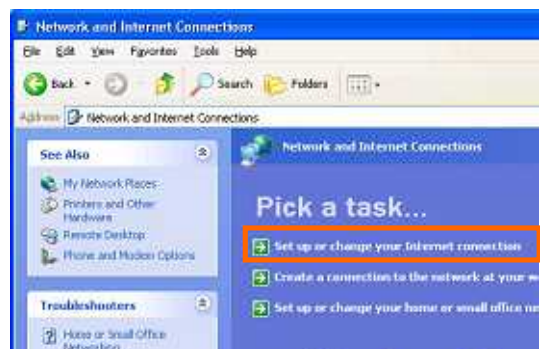 Network and Internet Connections
File Edit View Favorites Tools Help
Back Search Folders
Address Network and Internet Connections
See Also
My Network Places
Printers and Other
Hardware
Remote Desktop
Phone and Modem Options
Troubleshooters
Home or Small Office
Networking
Network and Internet Connections
Pick a task...
Set up or change your Internet connection
Create a connection to the network at your
Set up or change your home or small office